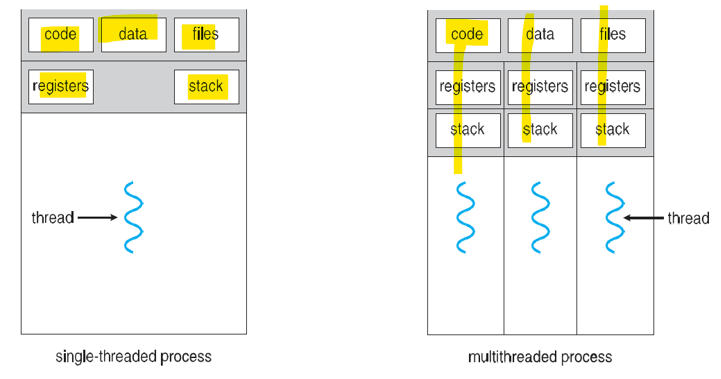 code data files
registers stack
thread
single-threaded process
code data files
registers registers registers
stack stack stack
thread
multithreaded process